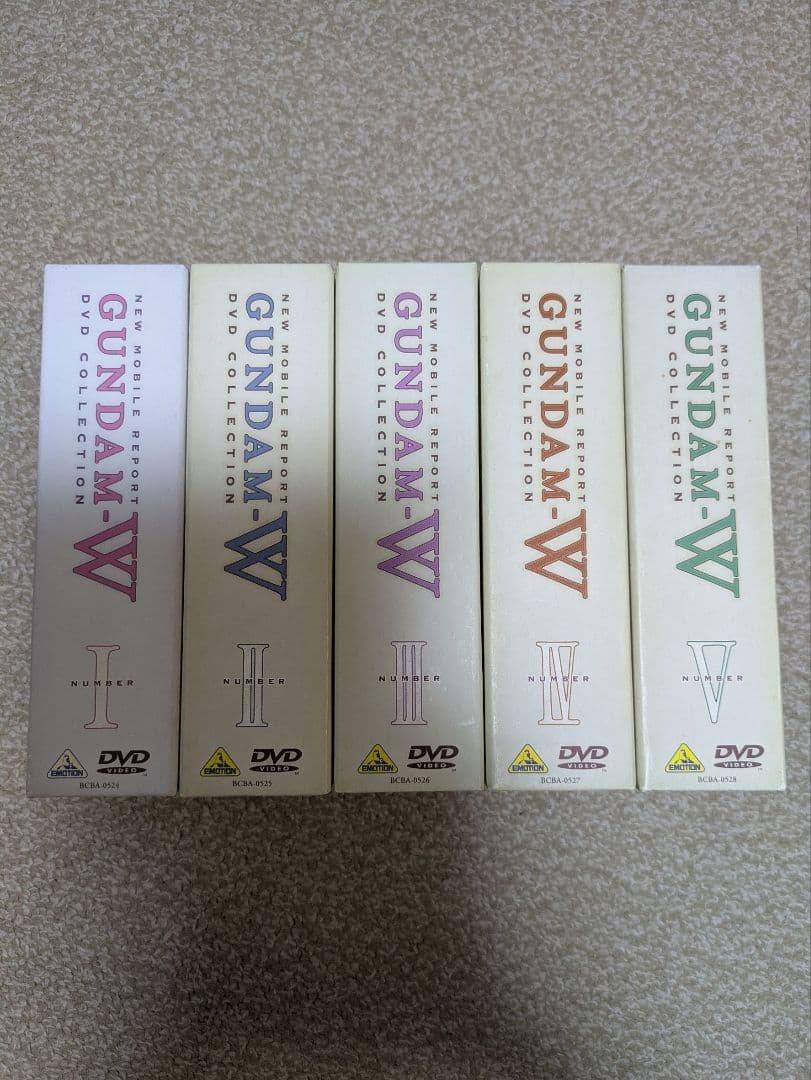 NEW MOBILE REPORT
GUNDAM-W
DVD COLLECTION
I
NUMBER
EMOTION
DVD
VIDEO
BCBA-0524
NEW MOBILE REPORT
GUNDAM-W
DVD COLLECTION
II
NUMBER
EMOTION
DVD
VIDEO
TM
BCBA-0525
NEW MOBILE REPORT
GUNDAM-W
DVD COLLECTION
III
NUMBER
EMOTION
DVD
VIDEO
BCBA-0526
NEW MOBILE REPORT
GUNDAM-W
DVD COLLECTION
IV
NUMBER
EMOTION
DVD
VIDEO
BCBA-0527
NEW MOBILE REPORT
GUNDAM-W
DVD COLLECTION
V
NUMBER
EMOTION
DVD
VIDEO
BCBA-0528